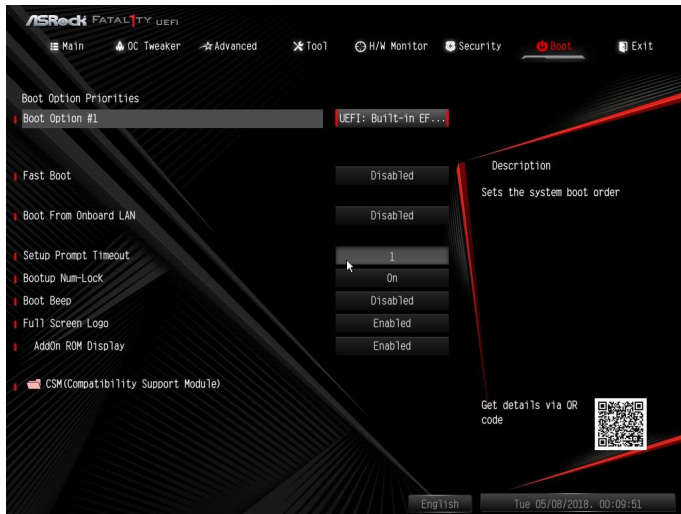 ASRock FATAL1TY UEFI
Main OC Tweaker Advanced Tool H/W Monitor Security Boot Exit
Boot Option Priorities
Boot Option #1 UEFI: Built-in EF...
Description
Fast Boot Disabled
Sets the system boot order
Boot From Onboard LAN Disabled
Setup Prompt Timeout 1
Bootup Num-Lock On
Boot Beep Disabled
Full Screen Logo Enabled
AddOn ROM Display Enabled
CSM(Compatibility Support Module)
Get details via QR
code
English Tue 05/08/2018. 00:09:51